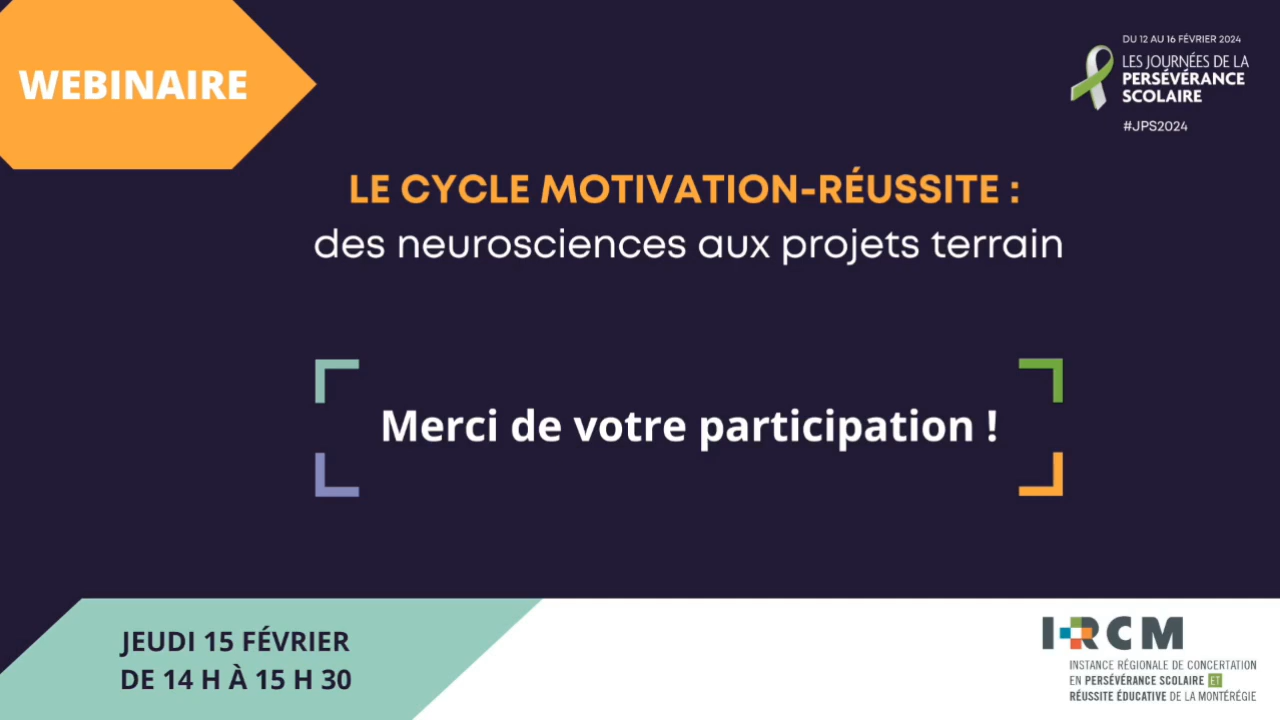 WEBINAIRE
DU 12 AU 16 FÉVRIER 2024
LES JOURNÉES DE LA
PERSÉVÉRANCE
SCOLAIRE
#JPS2024
LE CYCLE MOTIVATION-RÉUSSITE :
des neurosciences aux projets terrain
Merci de votre participation !
JEUDI 15 FÉVRIER
DE 14 H À 15 H 30
IRCM
INSTANCE RÉGIONALE DE CONCERTATION
EN PERSÉVÉRANCE SCOLAIRE ET
RÉUSSITE ÉDUCATIVE DE LA MONTÉRÉGIE